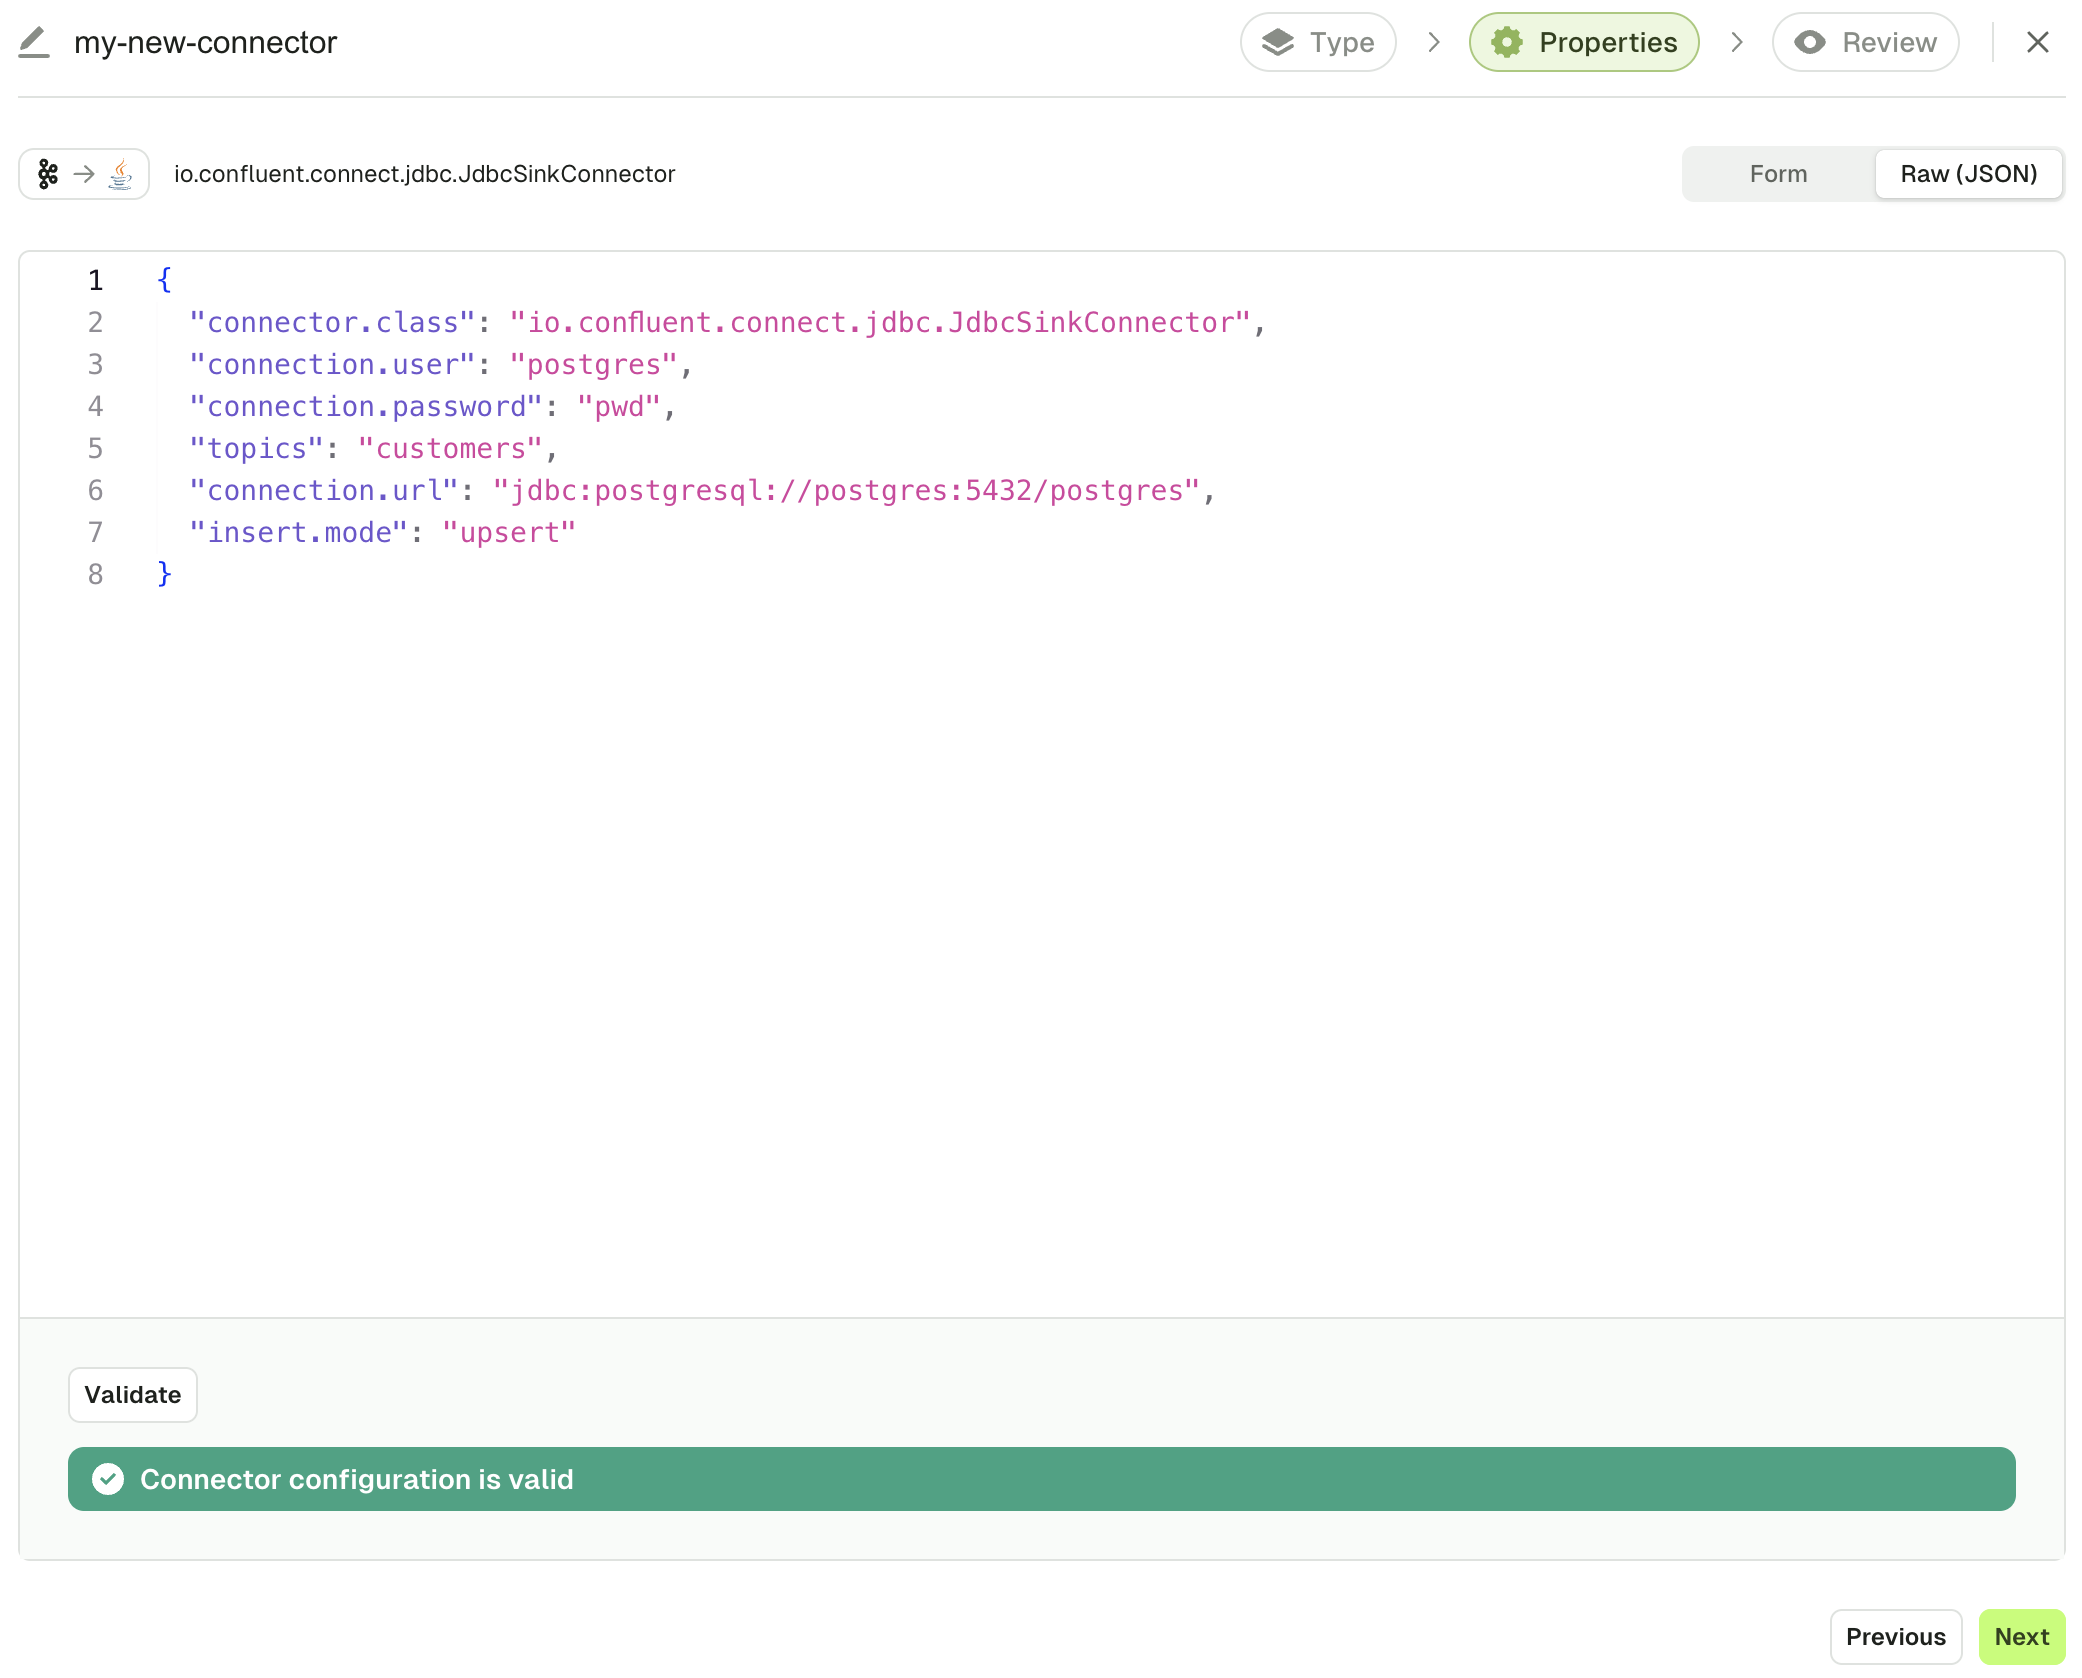 my-new-connector
Type
Properties
Review
io.confluent.connect.jdbc.JdbcSinkConnector
Form
Raw (JSON)
1 {
2 "connector.class": "io.confluent.connect.jdbc.JdbcSinkConnector",
3 "connection.user": "postgres",
4 "connection.password": "pwd",
5 "topics": "customers",
6 "connection.url": "jdbc:postgresql://postgres:5432/postgres",
7 "insert.mode": "upsert"
8 }
Validate
Connector configuration is valid
Previous
Next